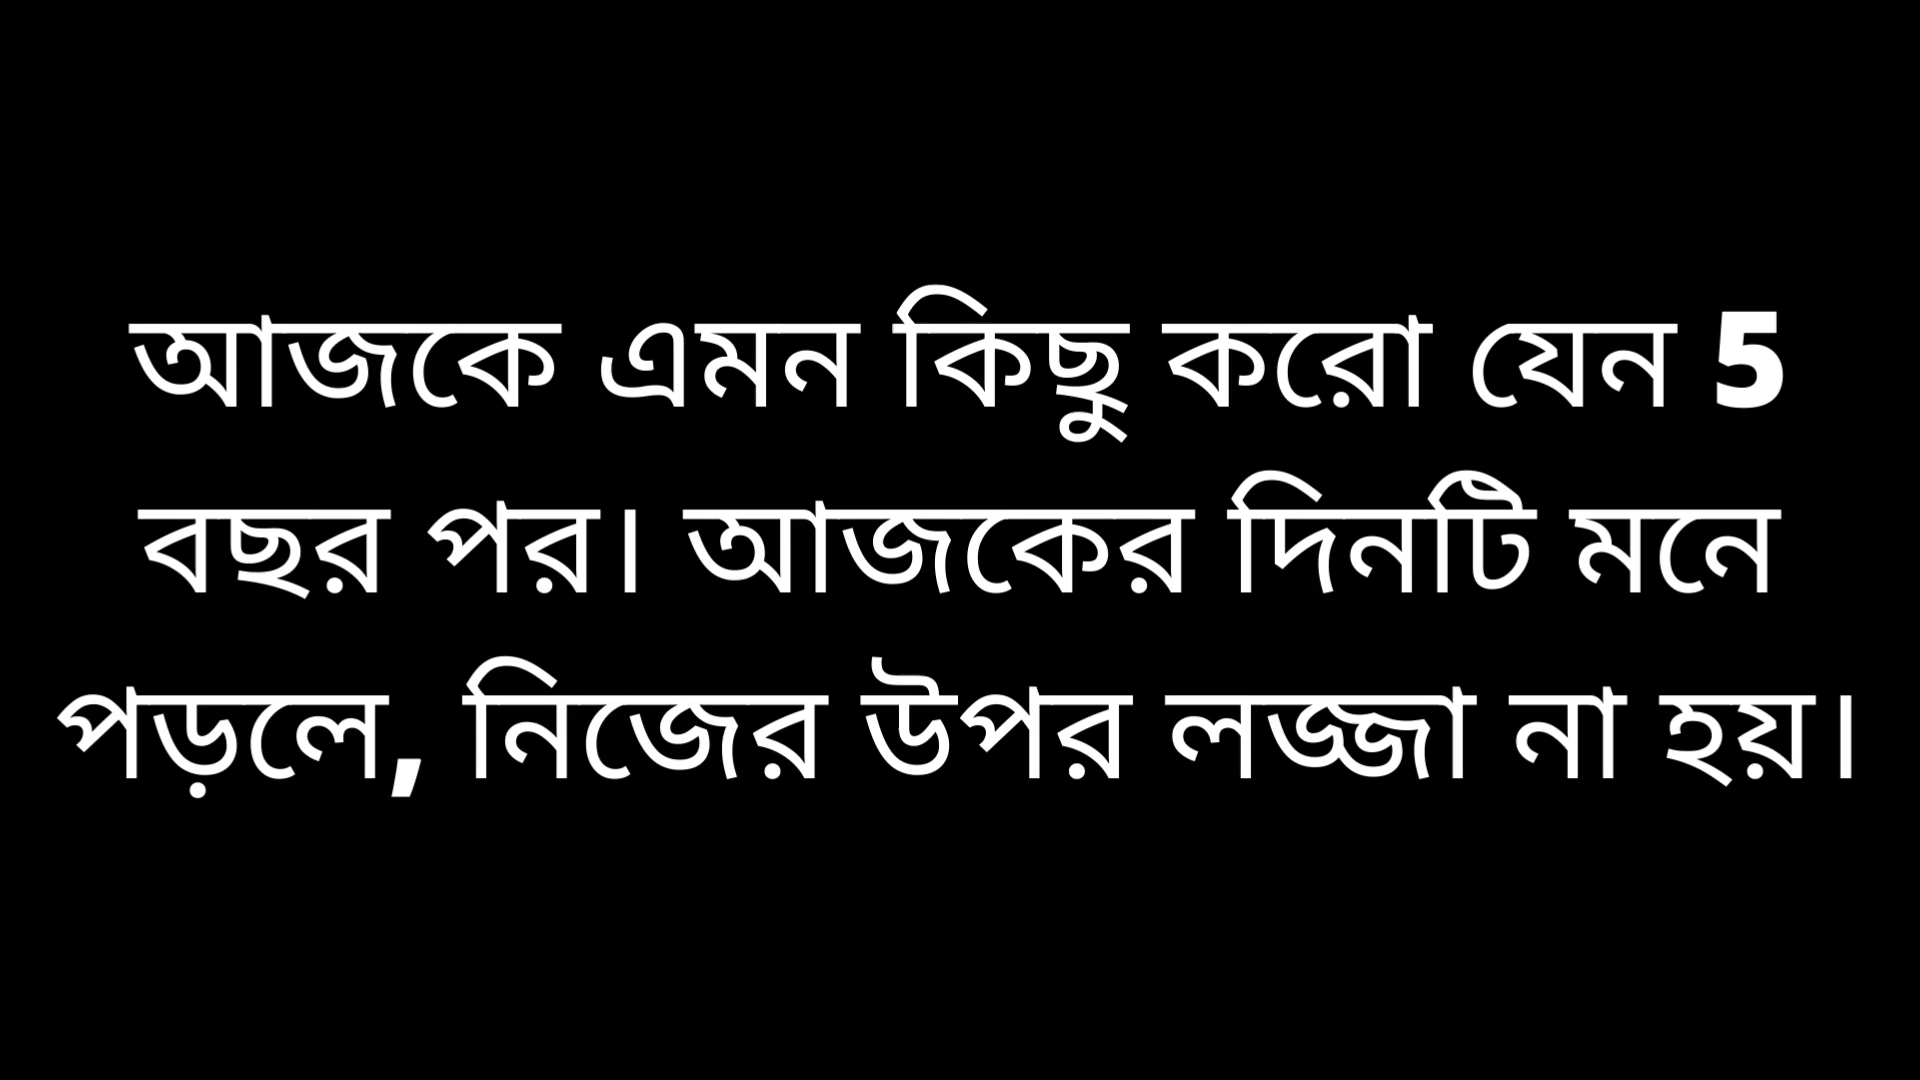 আজকে এমন কিছু করো যেন 5
বছর পর। আজকের দিনটি মনে
পড়লে, নিজের উপর লজ্জা না হয়।